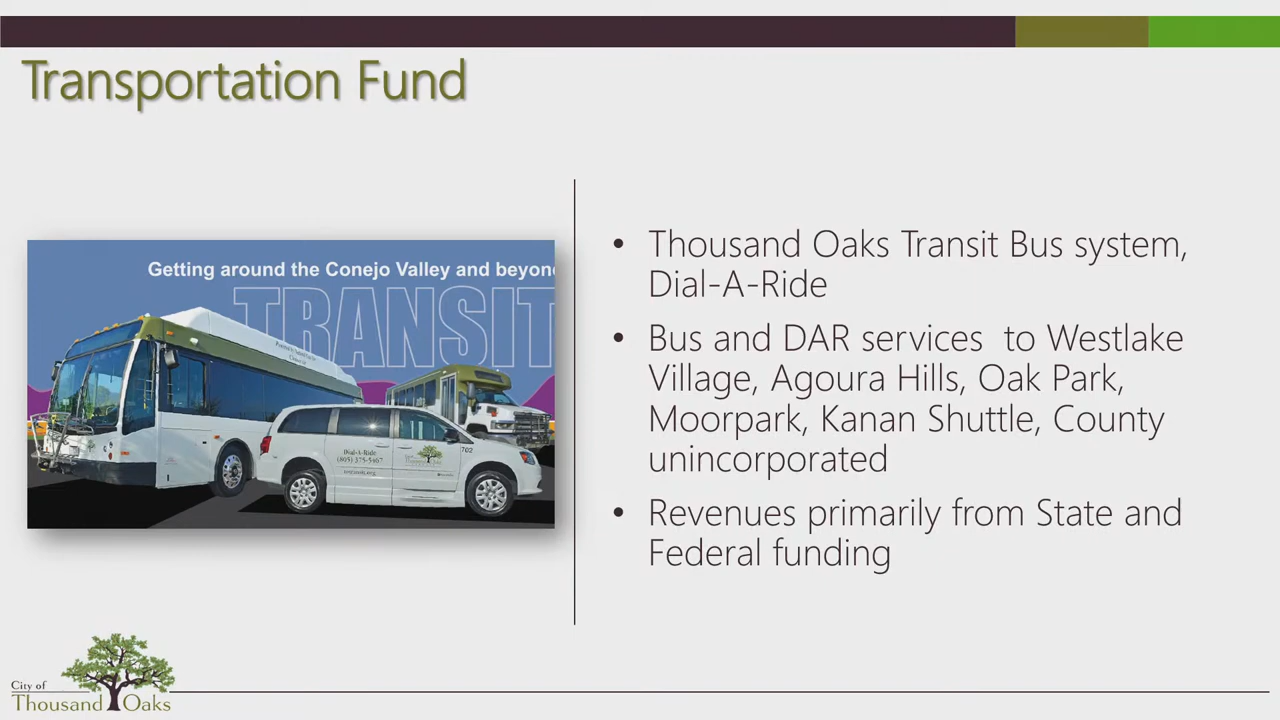 Transportation Fund
Getting around the Conejo Valley and beyon
TRANSIT
Dial-A-Ride
(805) 375-5467
702
• Thousand Oaks Transit Bus system,
Dial-A-Ride
• Bus and DAR services  to Westlake
Village, Agoura Hills, Oak Park,
Moorpark, Kanan Shuttle, County
unincorporated
• Revenues primarily from State and
Federal funding
City of
Thousand Oaks